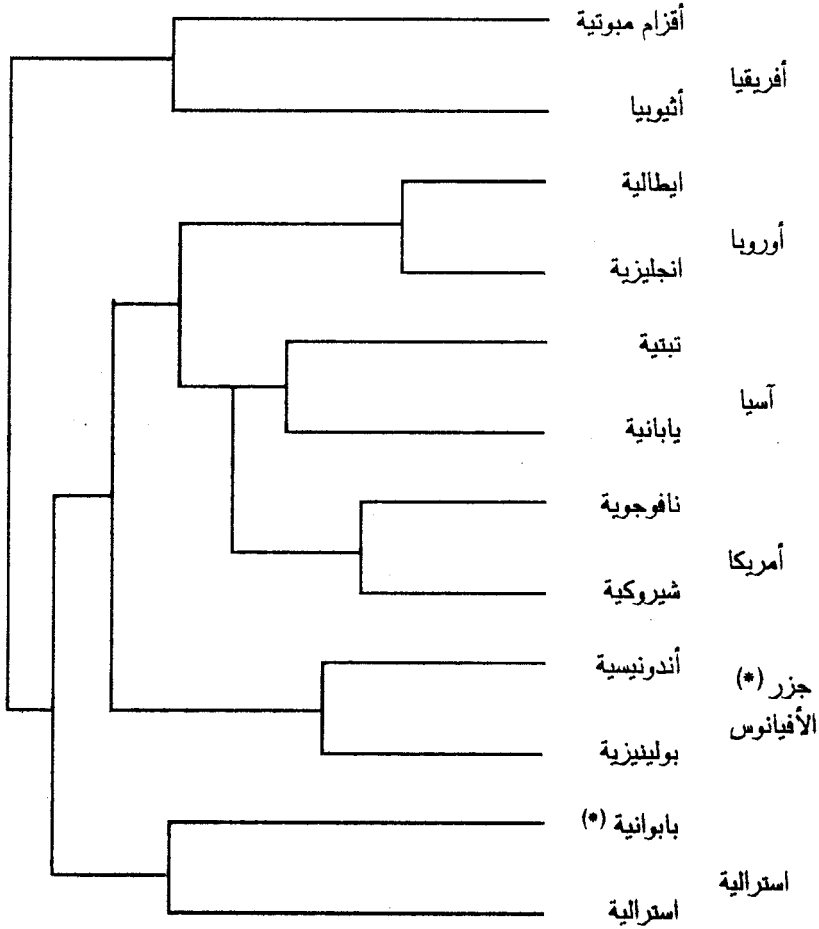 أقزام مبوتية
أفريقيا
أثيوبيا
ايطالية
أوروبا
انجليزية
تبتية
آسيا
يابانية
نافوجوية
أمريكا
شيروكية
أندونيسية
جزر (*)
الأفيانوس
بولينيزية
بابوانية (*)
استرالية
استرالية